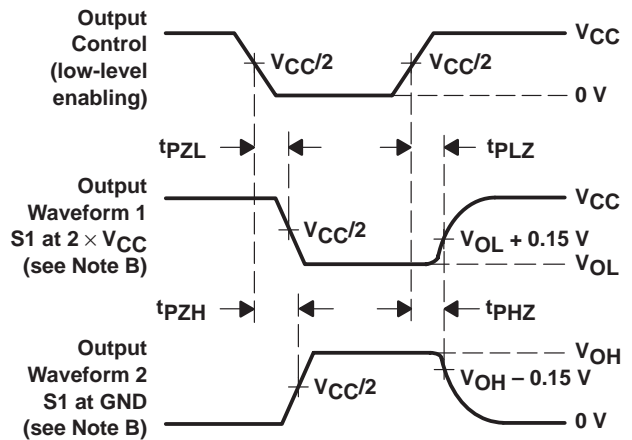 Output
Control
(low-level
enabling)
VCC/2
VCC/2
VCC
0 V
tPZL
tPLZ
Output
Waveform 1
S1 at 2 × VCC
(see Note B)
VCC/2
VCC
VOL + 0.15 V
VOL
tPZH
tPHZ
Output
Waveform 2
S1 at GND
(see Note B)
VCC/2
VOH
VOH – 0.15 V
0 V